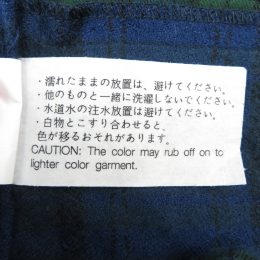 ・濡れたままの放置は、避けてください。
・他のものと一緒に洗濯しないでください。
・水道水の注水放置は避けてください。
・白物とこすり合わせると、
色が移るおそれがあります。
CAUTION: The color may rub off on to
lighter color garment.